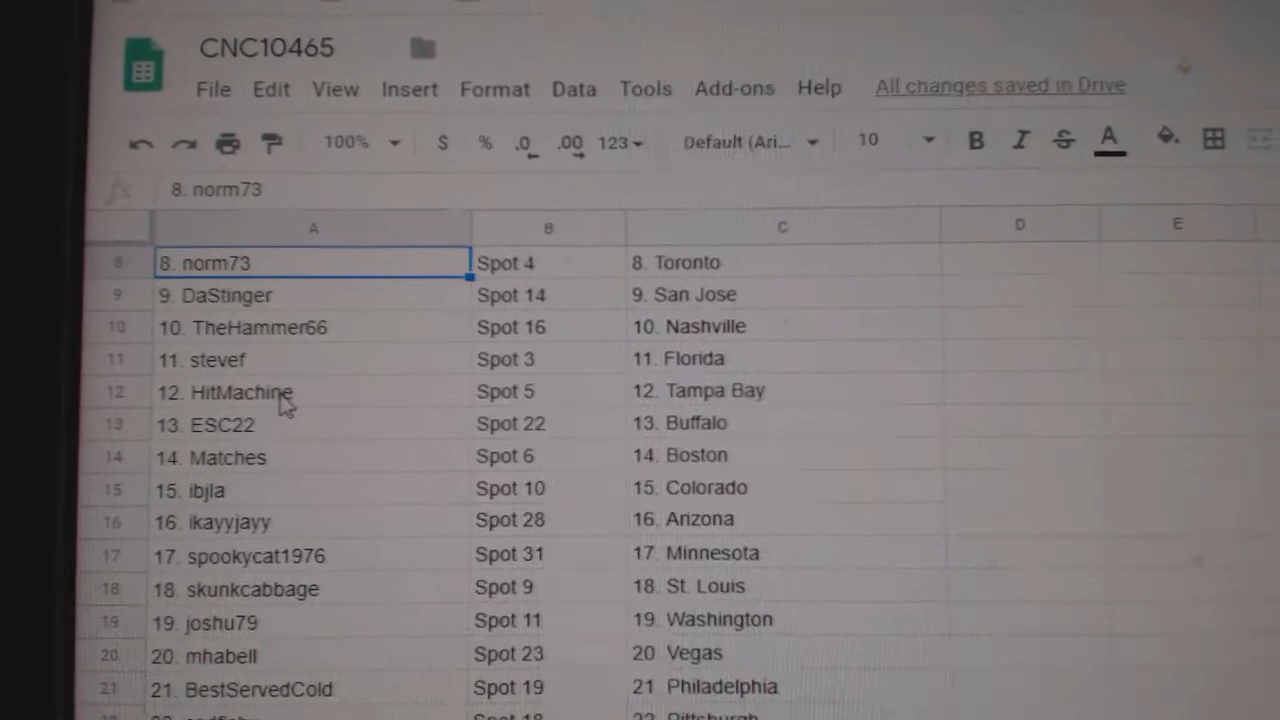 CNC10465
File Edit View Insert Format Data Tools Add-ons Help All changes saved in Drive
100% $ % .0 .00 123 Default (Ari... 10 B I S A
fx 8. norm73
A B C D E
8 8. norm73 Spot 4 8. Toronto
9 9. DaStinger Spot 14 9. San Jose
10 10. TheHammer66 Spot 16 10. Nashville
11 11. stevef Spot 3 11. Florida
12 12. HitMachine Spot 5 12. Tampa Bay
13 13. ESC22 Spot 22 13. Buffalo
14 14. Matches Spot 6 14. Boston
15 15. ibjla Spot 10 15. Colorado
16 16. ikayyjayy Spot 28 16. Arizona
17 17. spookycat1976 Spot 31 17. Minnesota
18 18. skunkcabbage Spot 9 18. St. Louis
19 19. joshu79 Spot 11 19. Washington
20 20. mhabell Spot 23 20. Vegas
21 21. BestServedCold Spot 19 21 Philadelphia
Spot 18 22 Pittsburgh